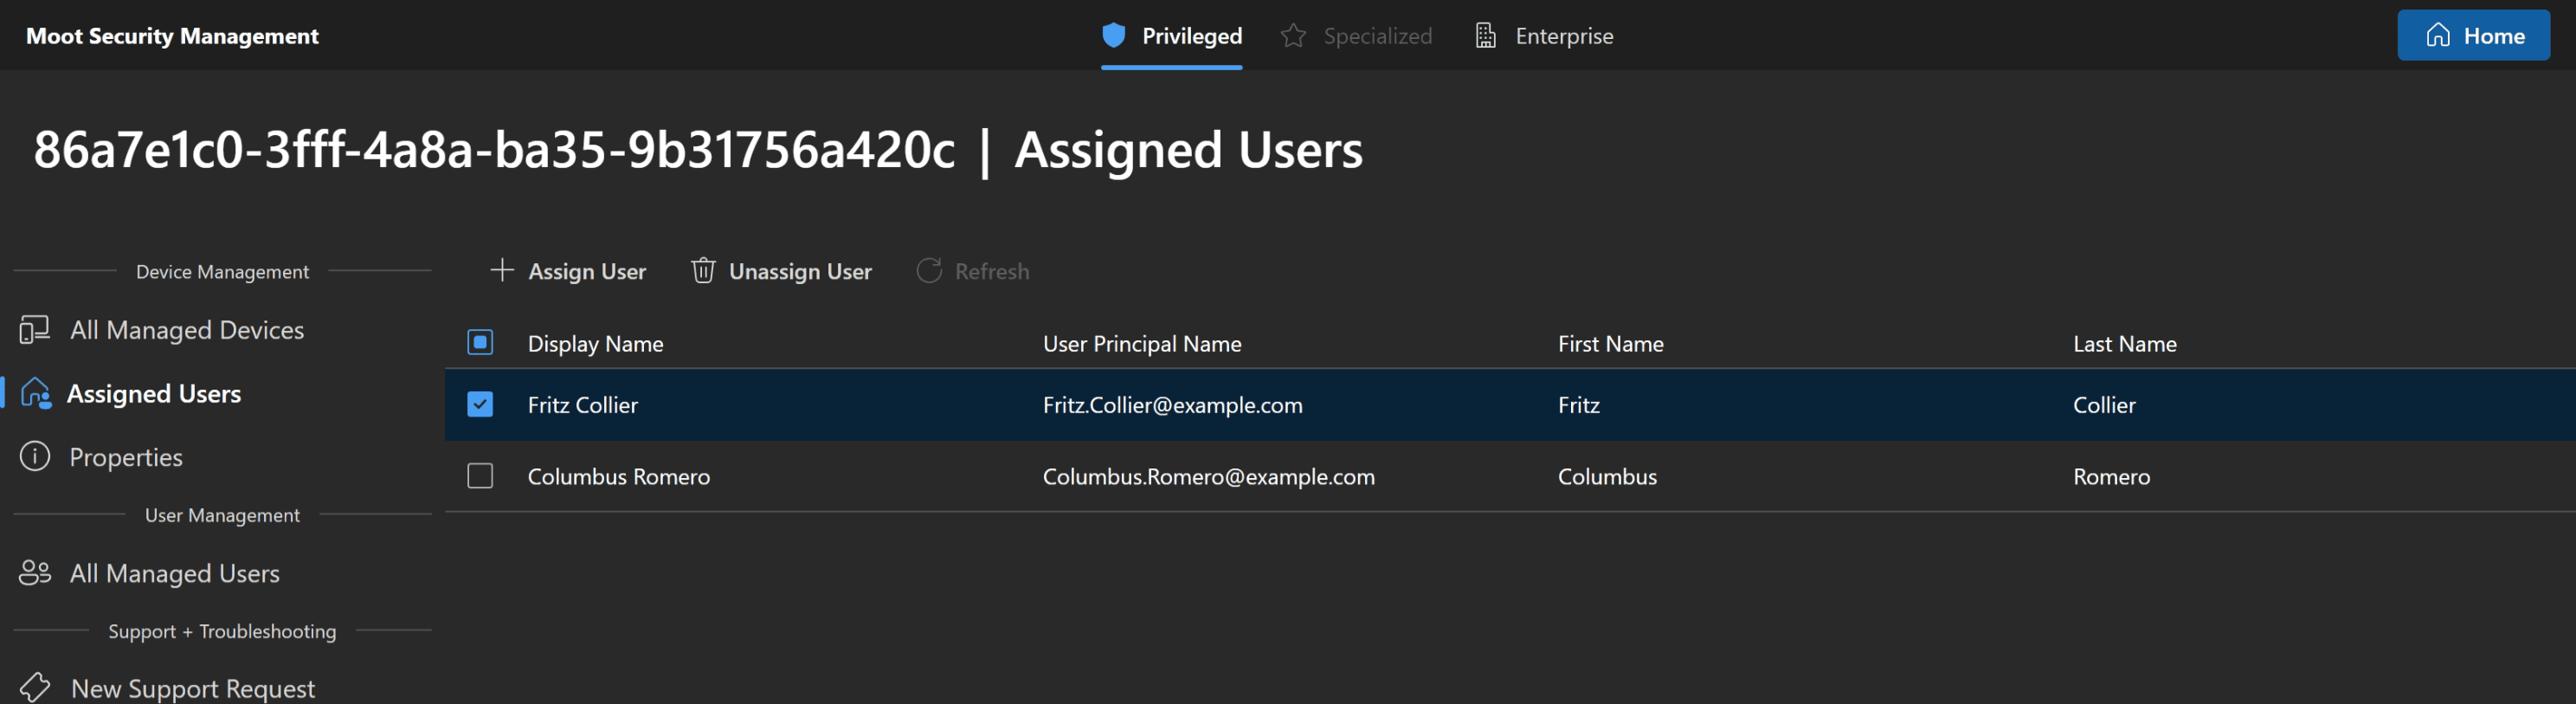 Moot Security Management
Privileged
Specialized
Enterprise
Home
86a7e1c0-3fff-4a8a-ba35-9b31756a420c | Assigned Users
Device Management
All Managed Devices
Assigned Users
Properties
User Management
All Managed Users
Support + Troubleshooting
New Support Request
Assign User
Unassign User
Refresh
Display Name User Principal Name First Name Last Name
Fritz Collier Fritz.Collier@example.com Fritz Collier
Columbus Romero Columbus.Romero@example.com Columbus Romero